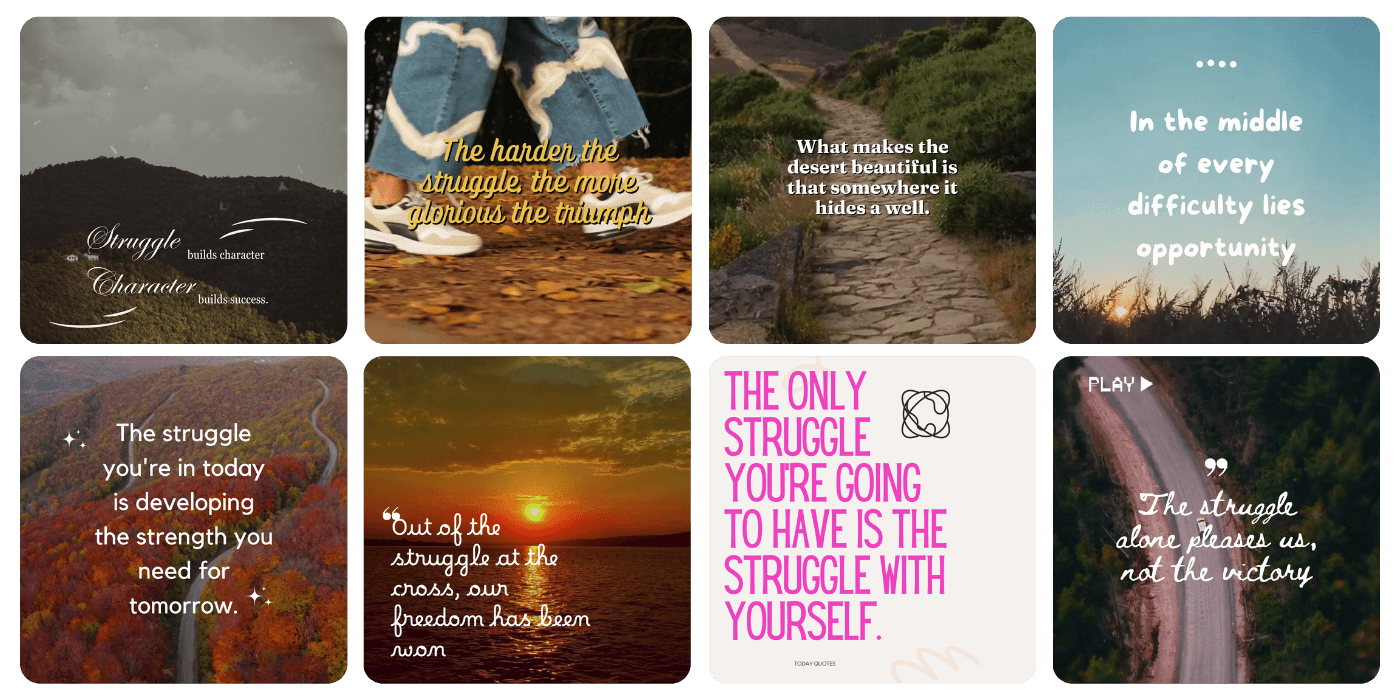 Struggle builds character
Character builds success.
The harder the
struggle, the more
glorious the triumph
What makes the
desert beautiful is
that somewhere it
hides a well.
In the middle
of every
difficulty lies
opportunity
The struggle
you're in today
is developing
the strength you
need for
tomorrow.
“Out of the
struggle at the
cross, our
freedom has been
won
THE ONLY
STRUGGLE
YOU'RE GOING
TO HAVE IS THE
STRUGGLE WITH
YOURSELF.
TODAY QUOTES
PLAY
”
The struggle
alone pleases us,
not the victory